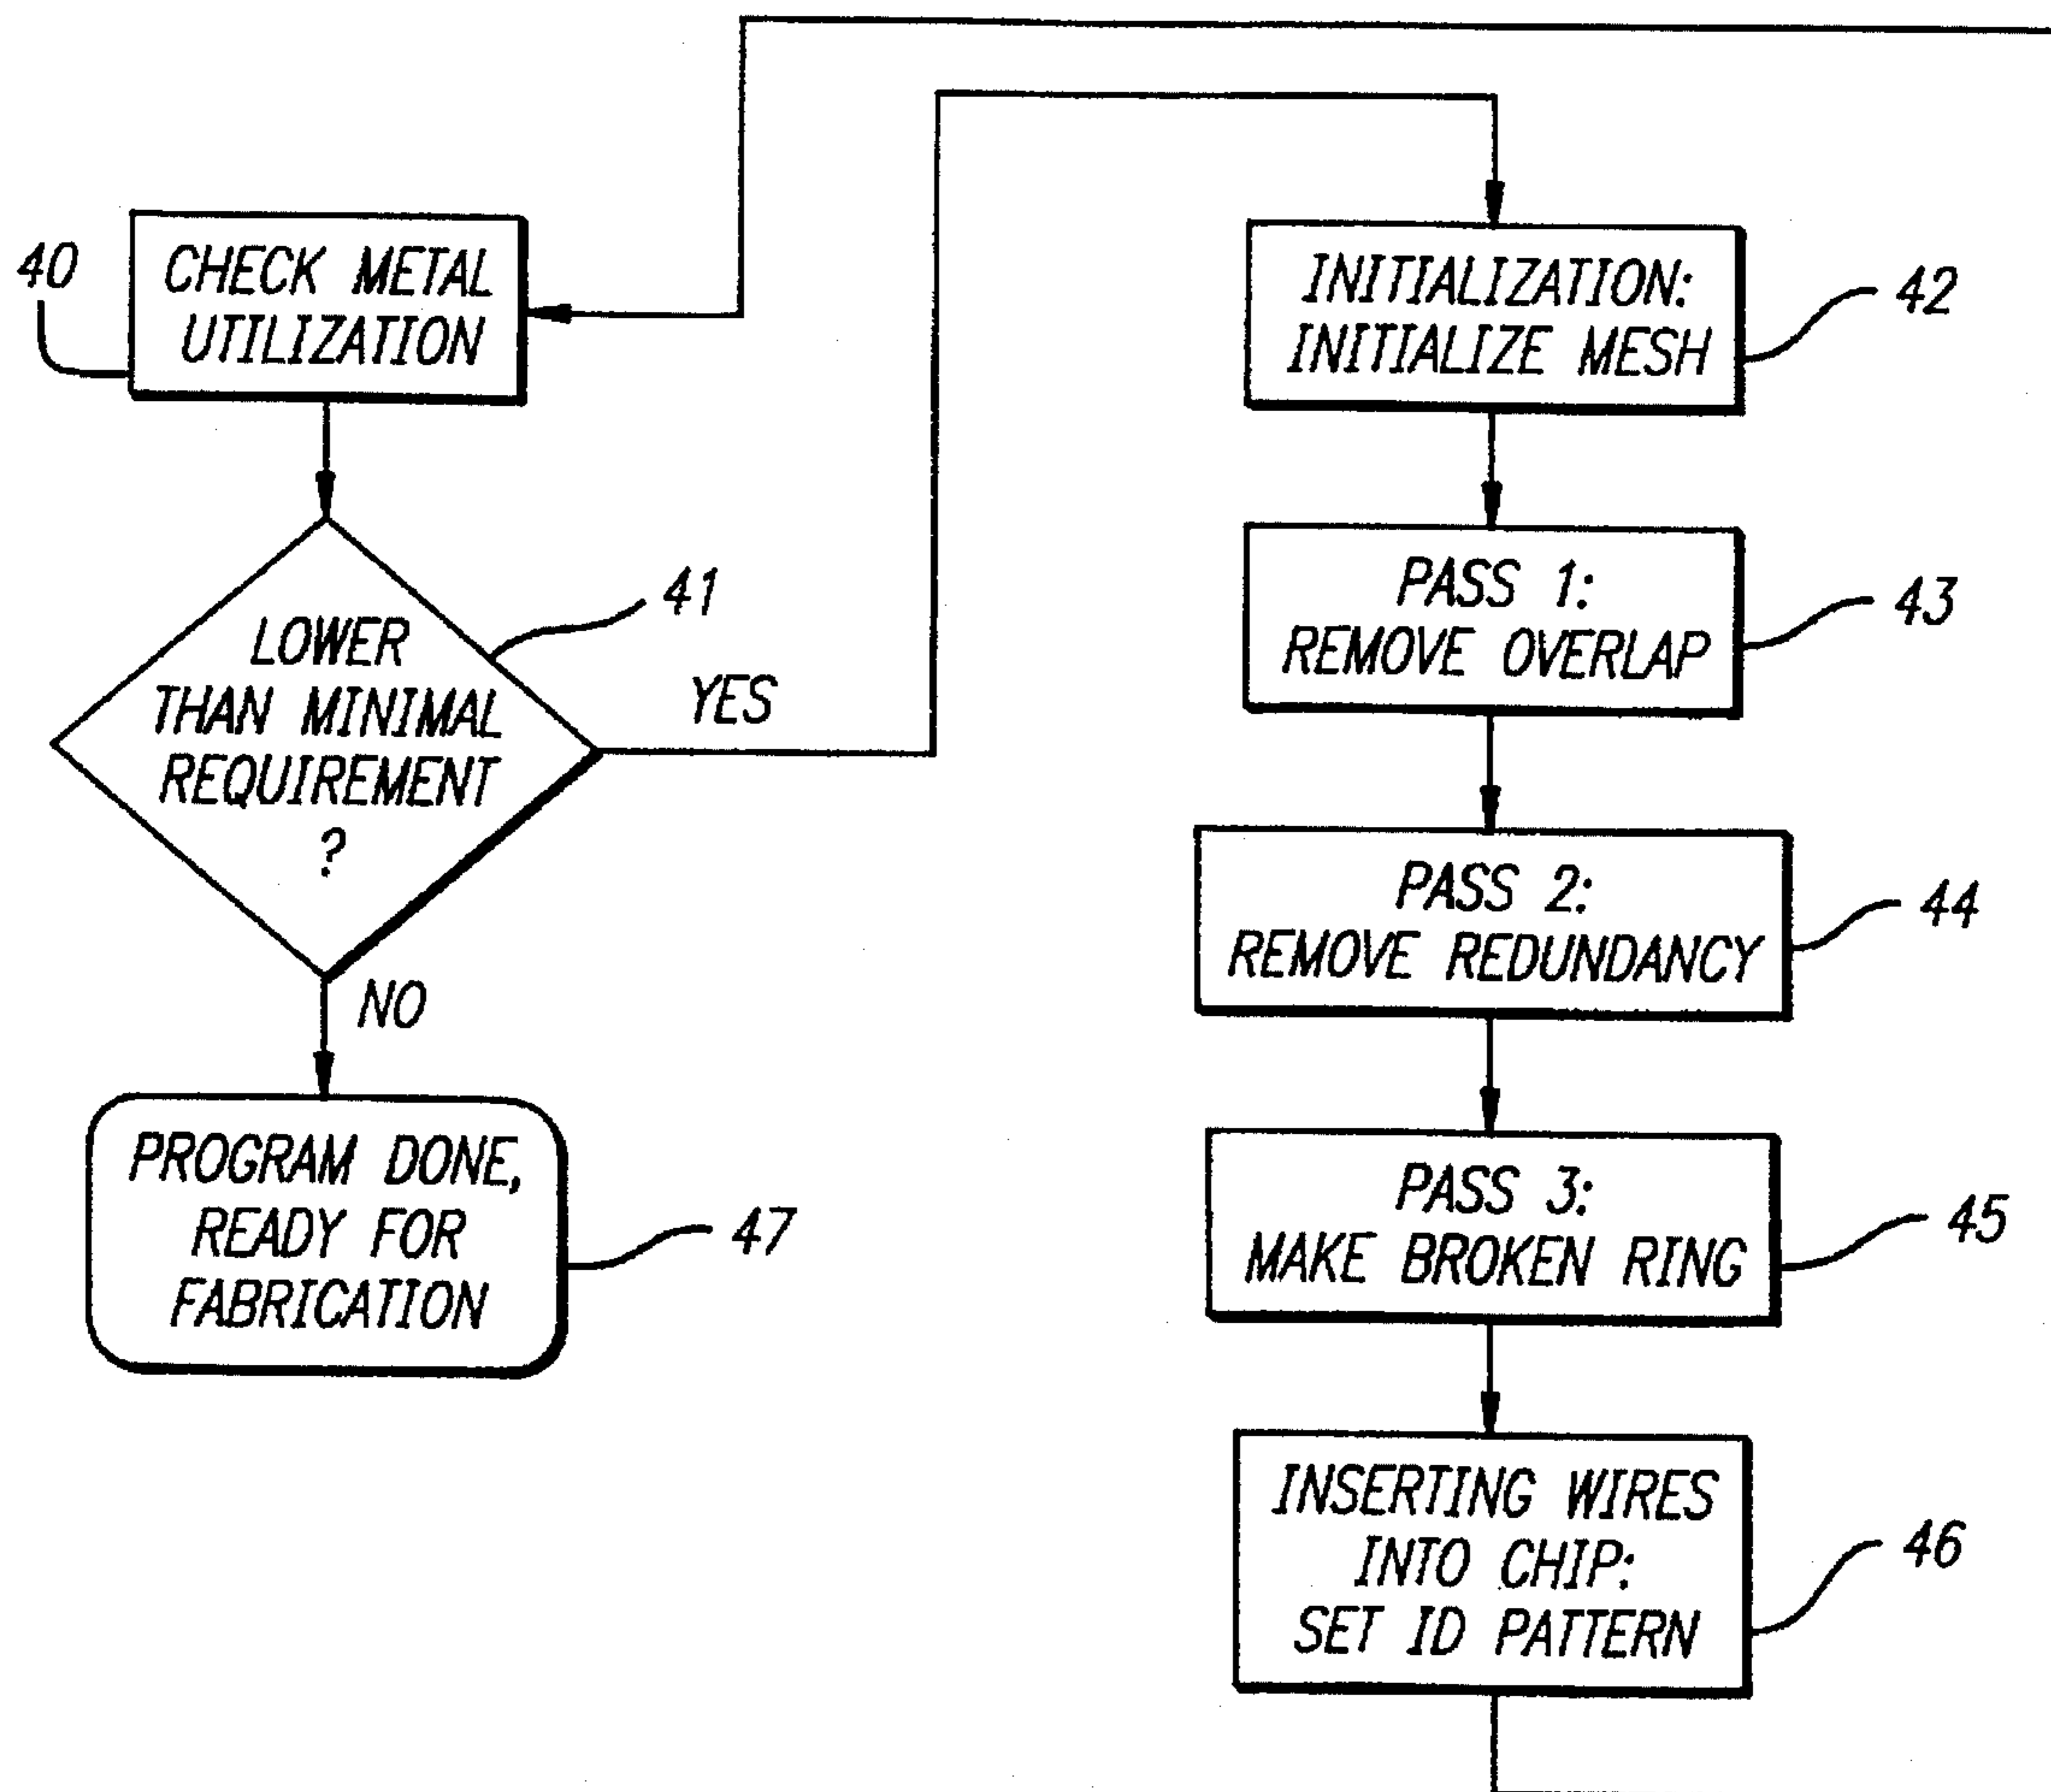 40
CHECK METAL
UTILIZATION
41
LOWER
THAN MINIMAL
REQUIREMENT
?
YES
NO
PROGRAM DONE,
READY FOR
FABRICATION
47
INITIALIZATION:
INITIALIZE MESH
42
PASS 1:
REMOVE OVERLAP
43
PASS 2:
REMOVE REDUNDANCY
44
PASS 3:
MAKE BROKEN RING
45
INSERTING WIRES
INTO CHIP:
SET ID PATTERN
46